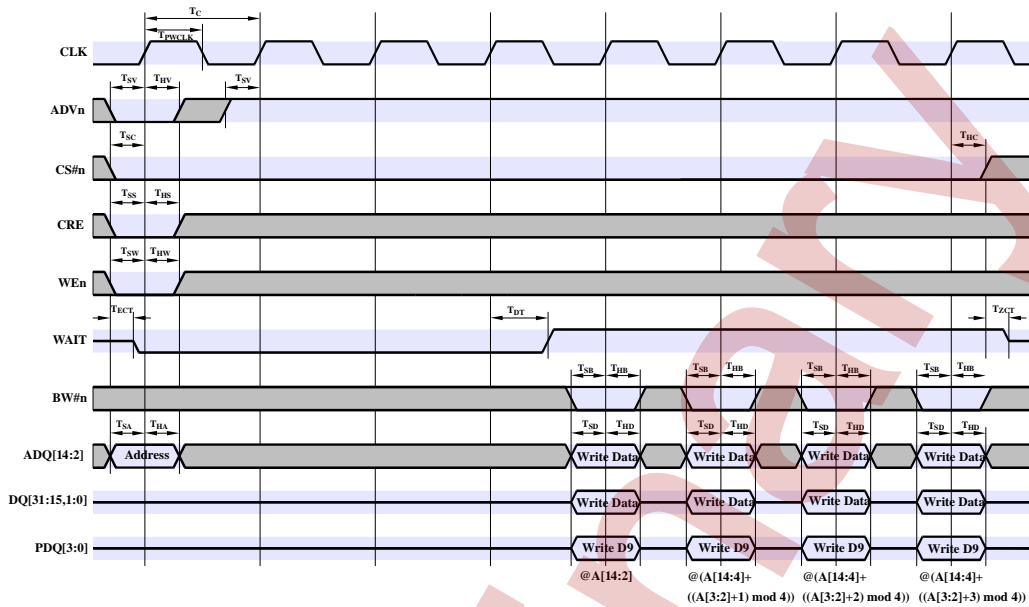 TC
TPWCLK
CLK
TSV THV TSV
ADVn
TSC THC
CS#n
TSS THS
CRE
TSW THW
WEn
TECT TDT TZCT
WAIT
TSB THB TSB THB TSB THB TSB THB
BW#n
TSA THA TSD THD TSD THD TSD THD TSD THD
ADQ[14:2] Address Write Data Write Data Write Data Write Data
DQ[31:15,1:0] Write Data Write Data Write Data Write Data
PDQ[3:0] Write D9 Write D9 Write D9 Write D9
@A[14:2] @(A[14:4]+ @(A[14:4]+ @(A[14:4]+
((A[3:2]+1) mod 4)) ((A[3:2]+2) mod 4)) ((A[3:2]+3) mod 4))